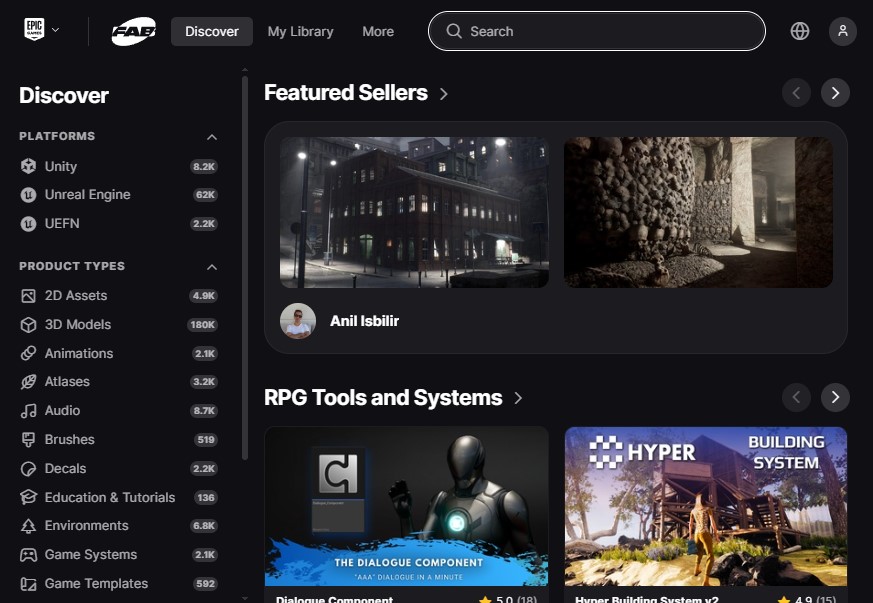 EPIC GAMES
FAB
Discover
My Library
More
Search
Discover
PLATFORMS
Unity 8.2K
Unreal Engine 62K
UEFN 2.2K
PRODUCT TYPES
2D Assets 4.9K
3D Models 180K
Animations 2.1K
Atlases 3.2K
Audio 8.7K
Brushes 519
Decals 2.2K
Education & Tutorials 136
Environments 6.8K
Game Systems 2.1K
Game Templates 592
Featured Sellers
Anil Isbilir
RPG Tools and Systems
THE DIALOGUE COMPONENT
"AAA" DIALOGUE IN A MINUTE
Dialogue Component 5.0 (18)
HYPER
BUILDING
SYSTEM
Hyper Building System v2 4.9 (15)